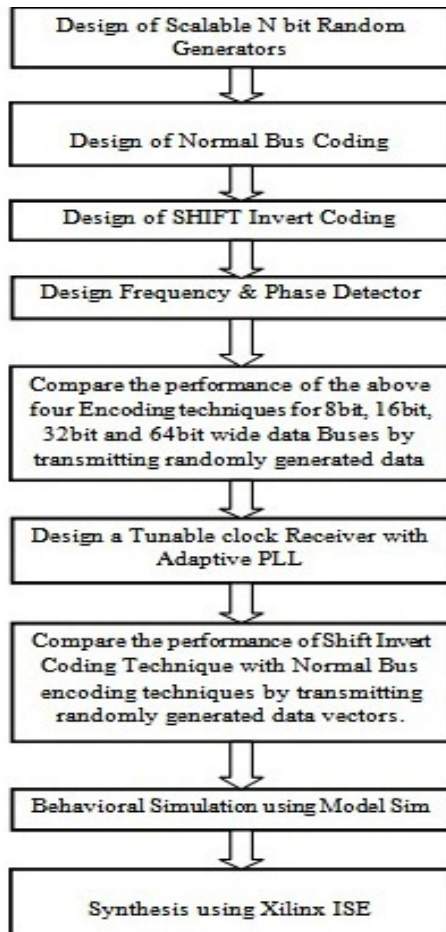 Design of Scalable N bit Random
Generators
Design of Normal Bus Coding
Design of SHIFT Invert Coding
Design Frequency & Phase Detector
Compare the performance of the above
four Encoding techniques for 8bit, 16bit,
32bit and 64bit wide data Buses by
transmitting randomly generated data
Design a Tunable clock Receiver with
Adaptive PLL
Compare the performance of Shift Invert
Coding Technique with Normal Bus
encoding techniques by transmitting
randomly generated data vectors.
Behavioral Simulation using Model Sim
Synthesis using Xilinx ISE